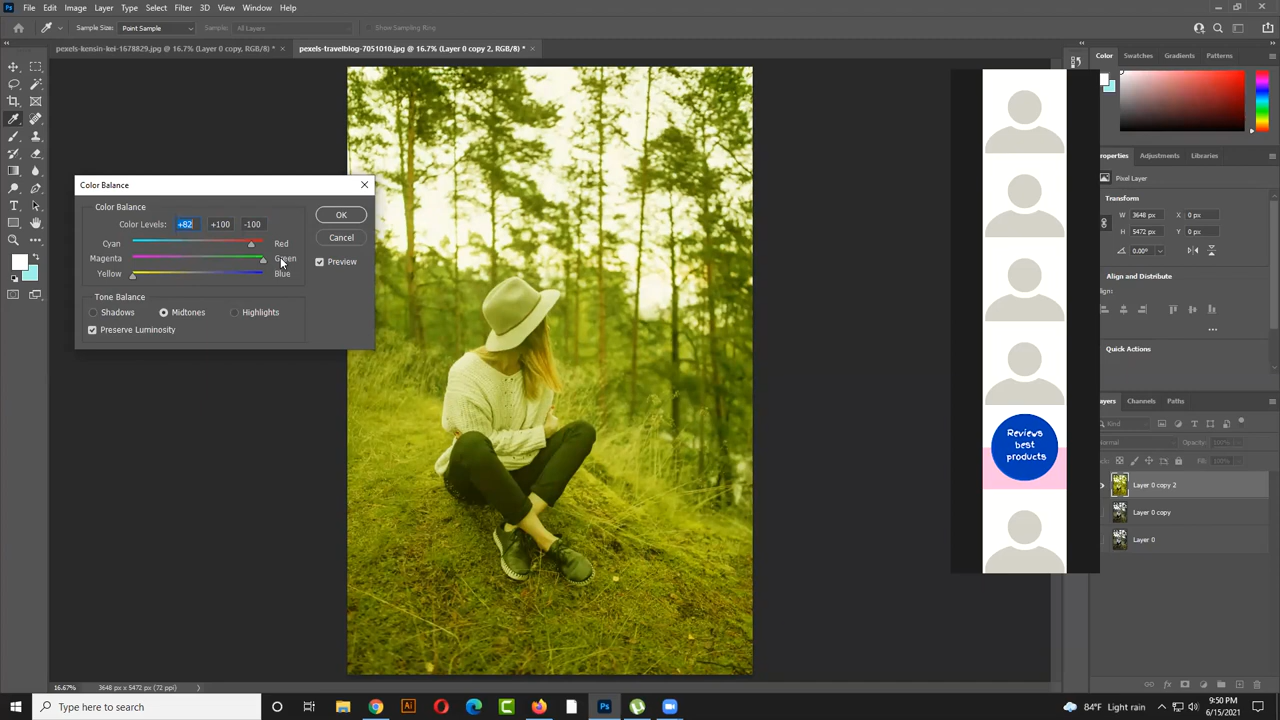 Ps File Edit Image Layer Type Select Filter 3D View Window Help
Sample Size: Point Sample Sample: All Layers Show Sampling Ring
pexels-kensin-kei-1678829.jpg @ 16.7% (Layer 0 copy, RGB/8) * × pexels-travelblog-7051010.jpg @ 16.7% (Layer 0 copy 2, RGB/8) * ×
Color Swatches Gradients Patterns
Properties Adjustments Libraries
Pixel Layer
Transform
W 3648 px X 0 px
H 5472 px Y 0 px
0.00°
Align and Distribute
Align:
Quick Actions
Color Balance
Color Balance
Color Levels: +82 +100 -100
Cyan Red
Magenta Green
Yellow Blue
Tone Balance
Shadows Midtones Highlights
Preserve Luminosity
OK
Cancel
Preview
Reviews
best
products
Layers Channels Paths
Kind
Normal Opacity: 100%
Lock: Fill: 100%
Layer 0 copy 2
Layer 0 copy
Layer 0
16.67% 3648 px x 5472 px (72 ppi)
Type here to search
84°F Light rain
9:50 PM
6/15/2021